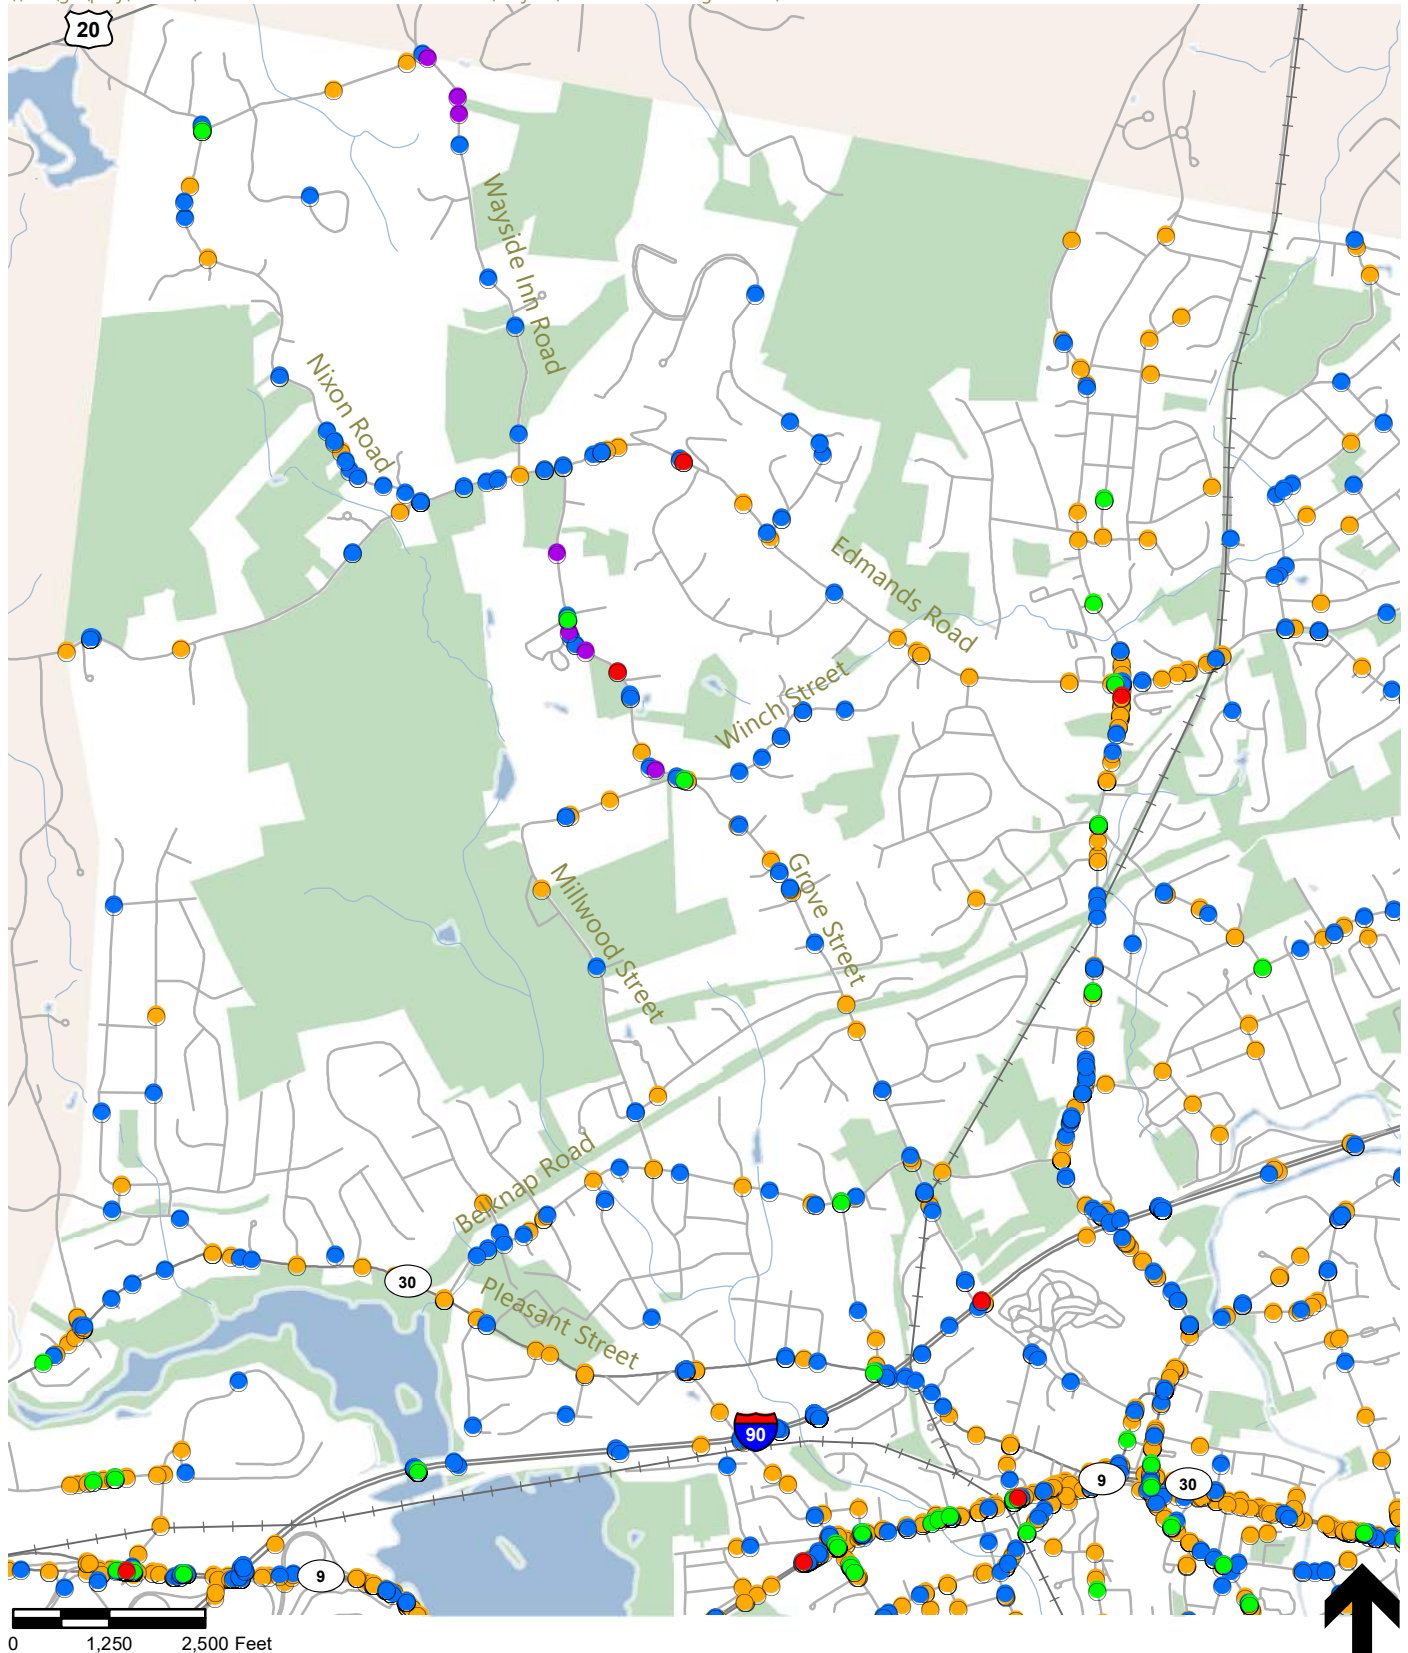 20
Wayside Inn Road
Nixon Road
Edmands Road
Winch Street
Grove Street
Millwood Street
Belknap Road
30
Pleasant Street
90
9
30
9
0
1,250
2,500 Feet